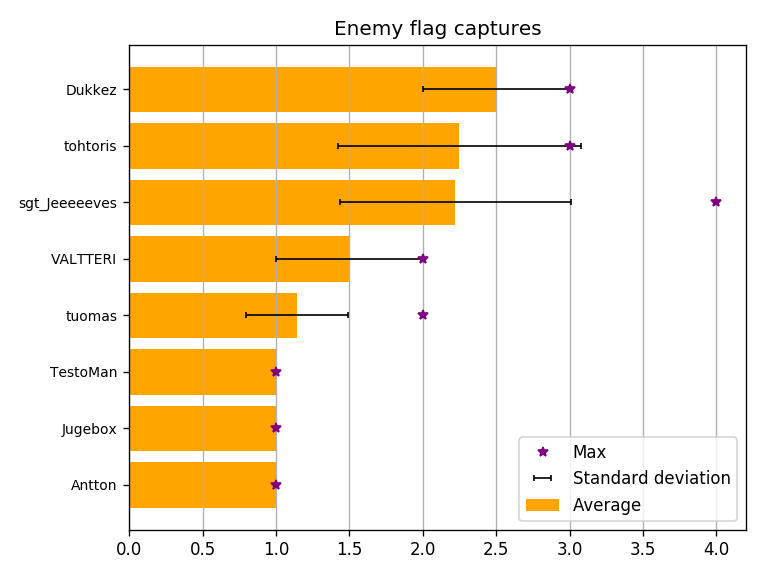 Enemy flag captures
Dukkez
tohtoris
sgt_Jeeeeeves
VALTTERI
tuomas
TestoMan
Jugebox
Antton
Max
Standard deviation
Average
0.0 0.5 1.0 1.5 2.0 2.5 3.0 3.5 4.0